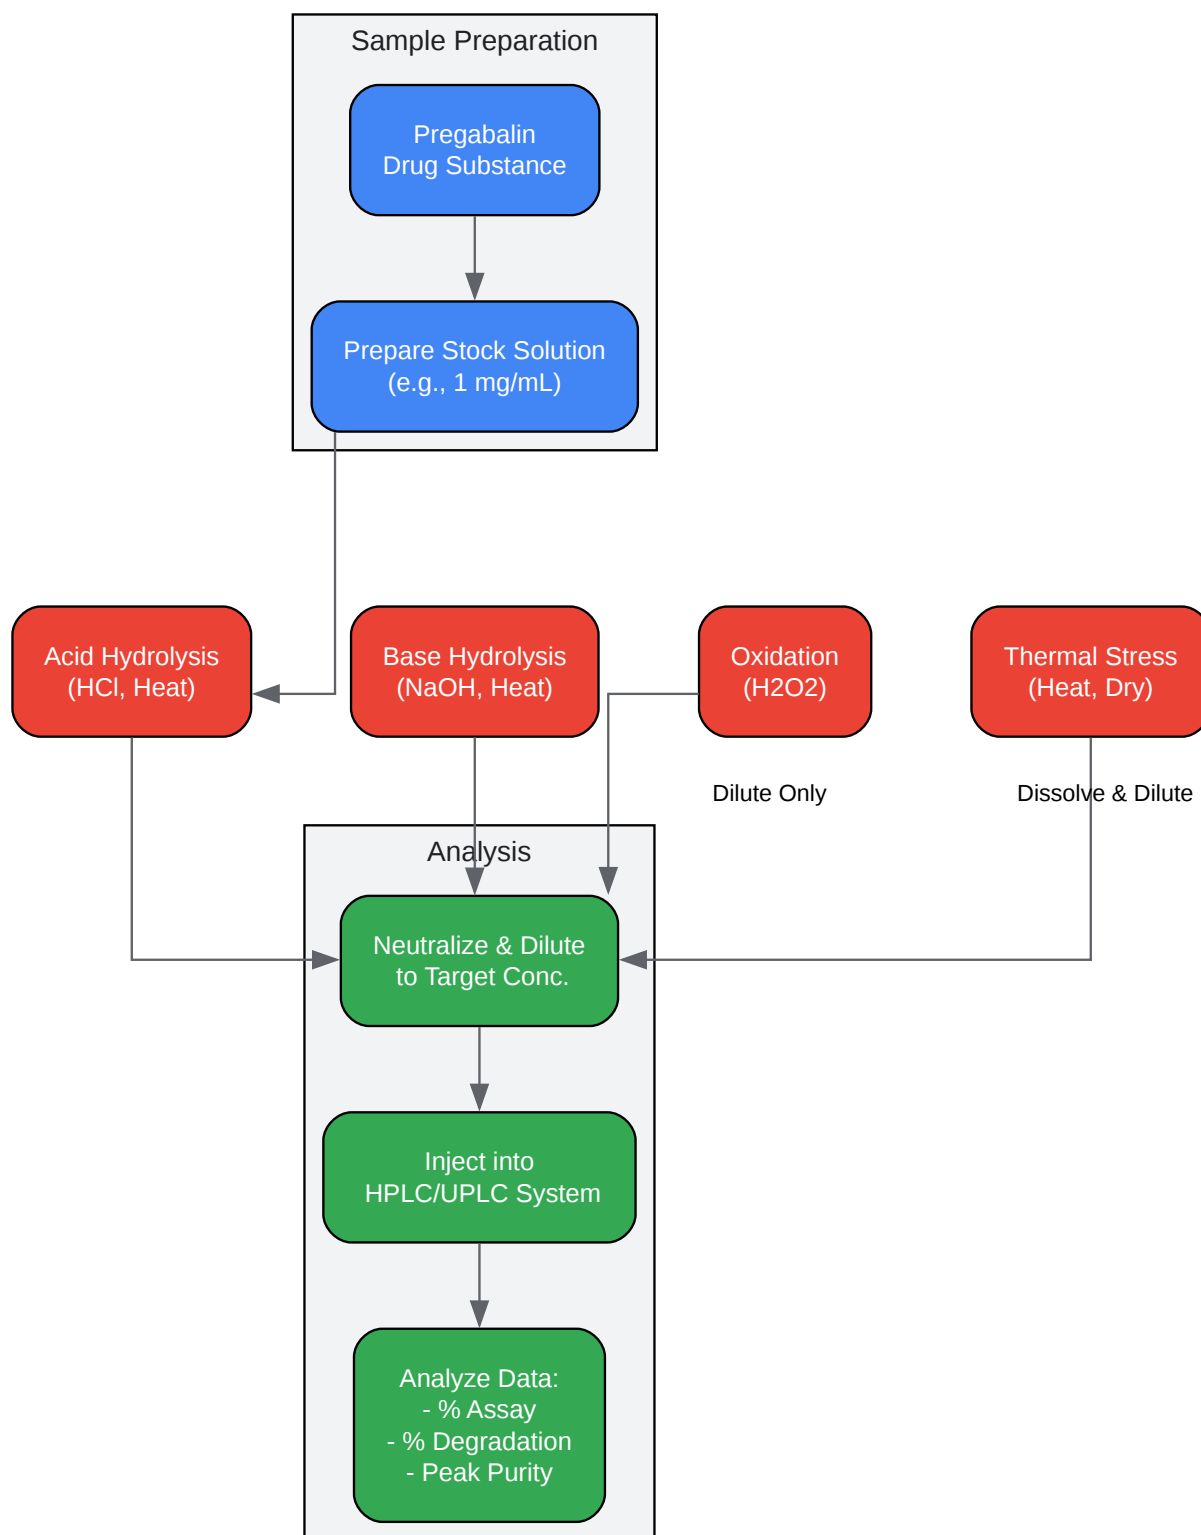 Sample Preparation
Pregabalin
Drug Substance
Prepare Stock Solution
(e.g., 1 mg/mL)
Acid Hydrolysis
(HCl, Heat)
Base Hydrolysis
(NaOH, Heat)
Oxidation
(H2O2)
Thermal Stress
(Heat, Dry)
Dilute Only
Dissolve & Dilute
Analysis
Neutralize & Dilute
to Target Conc.
Inject into
HPLC/UPLC System
Analyze Data:
- % Assay
- % Degradation
- Peak Purity